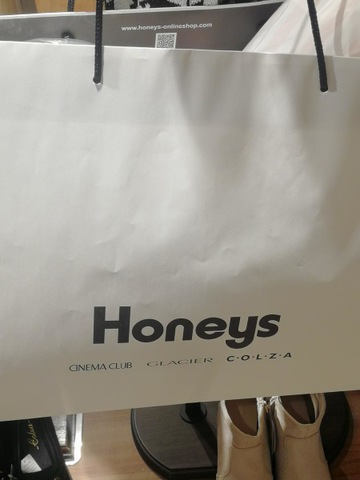 www.honeys-onlineshop.com
Honeys
CINEMA CLUB GLACIER C·O·L·Z·A